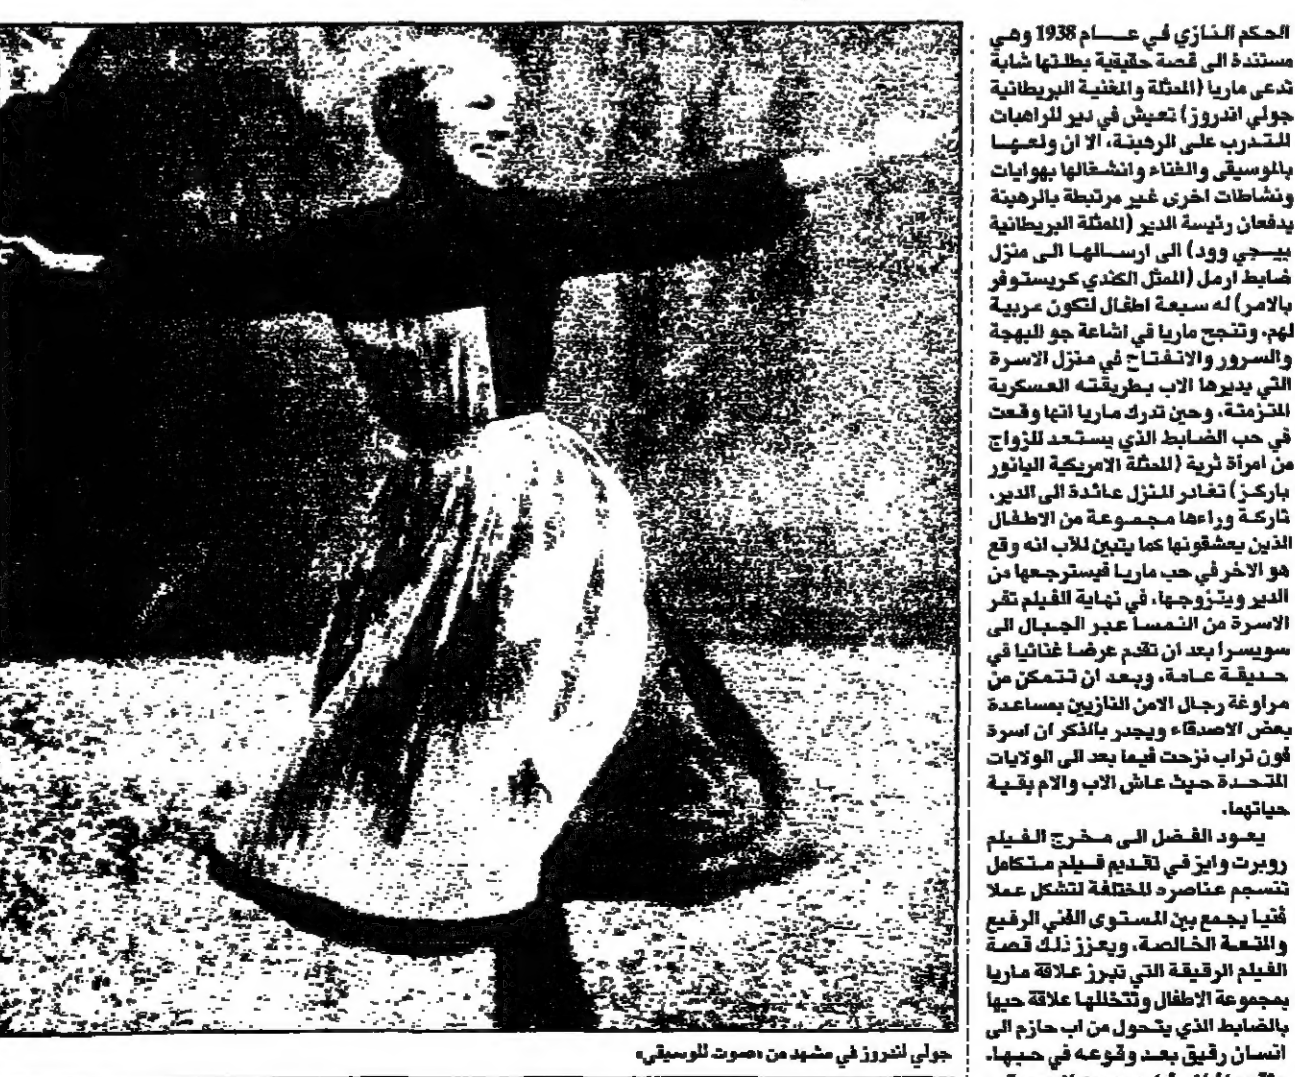 الحكم النازي في عام 1938 وهي
مستندة الى قصة حقيقية بطلتها شابة
تدعى ماريا (الممثلة والمغنية البريطانية
جولي اندروز) تعيش في دير للراهبات
للتدرب على الرهبنة، الا ان ولعها
بالموسيقى والغناء وانشغالها بهوايات
ونشاطات اخرى غير مرتبطة بالرهبنة
يدفعان رئيسة الدير (الممثلة البريطانية
بيجي وود) الى ارسالها الى منزل
ضابط ارمل (الممثل الكندي كريستوفر
بالامر) له سبعة اطفال لتكون مربية
لهم، وتنجح ماريا في اشاعة جو البهجة
والسرور والانفتاح في منزل الاسرة
التي يديرها الاب بطريقته العسكرية
المتزمتة، وحين تدرك ماريا انها وقعت
في حب الضابط الذي يستعد للزواج
من امرأة ثرية (الممثلة الامريكية اليانور
باركر) تغادر المنزل عائدة الى الدير،
تاركة وراءها مجموعة من الاطفال
الذين يعشقونها كما يتبين للأب انه وقع
هو الاخر في حب ماريا فيسترجعها من
الدير ويتزوجها، في نهاية الفيلم تفر
الاسرة من النمسا عبر الجبال الى
سويسرا بعد ان تقدم عرضا غنائيا في
حديقة عامة، وبعد ان تتمكن من
مراوغة رجال الامن النازيين بمساعدة
بعض الاصدقاء ويجدر بالذكر ان اسرة
فون تراب نزحت فيما بعد الى الولايات
المتحدة حيث عاش الاب والام بقية
حياتهما.
يعود الفضل الى مخرج الفيلم
روبرت وايز في تقديم فيلم متكامل
تنسجم عناصره المختلفة لتشكل عملا
فنيا يجمع بين المستوى الفني الرفيع
والمتعة الخالصة، ويعزز ذلك قصة
الفيلم الرقيقة التي تبرز علاقة ماريا
بمجموعة الاطفال وتتخللها علاقة حبها
بالضابط الذي يتحول من اب حازم الى
انسان رقيق بعد وقوعه في حبها.
جولي اندروز في مشهد من «صوت الموسيقى»